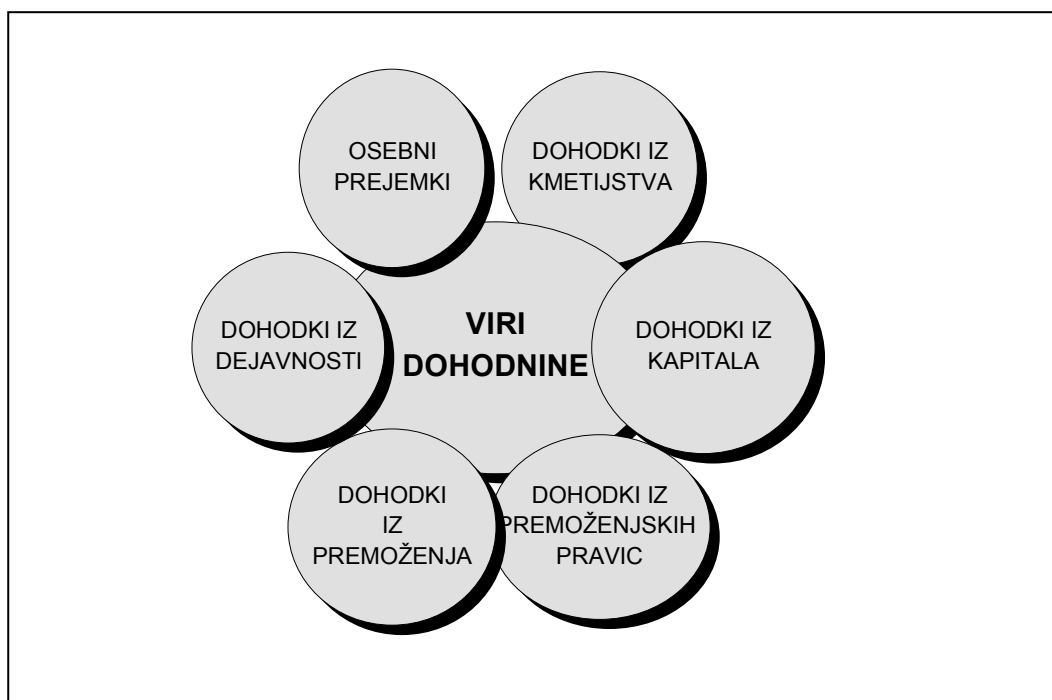 OSEBNI
PREJEMKI
DOHODKI IZ
KMETIJSTVA
DOHODKI IZ
DEJAVNOSTI
VIRI
DOHODNINE
DOHODKI IZ
KAPITALA
DOHODKI
IZ
PREMOŽENJA
DOHODKI IZ
PREMOŽENJSKIH
PRAVIC